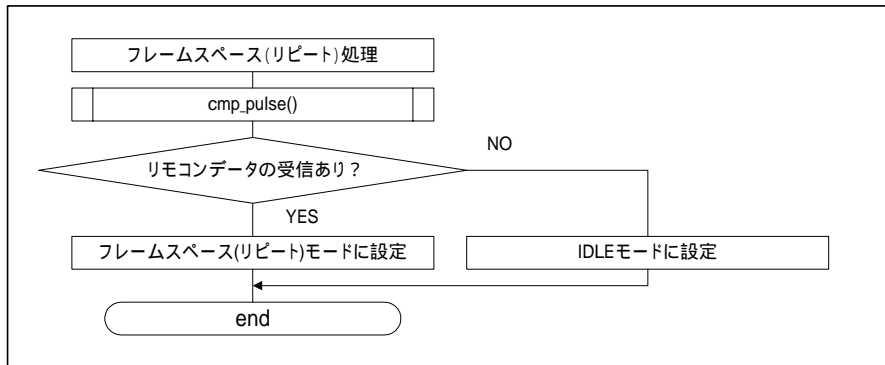 フレームスペース(リピート)処理
cmp_pulse()
リモコンデータの受信あり？
NO
YES
フレームスペース(リピート)モードに設定
IDLEモードに設定
end